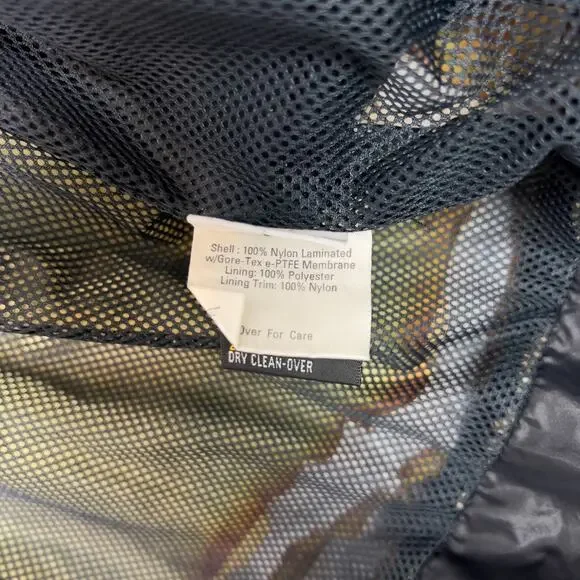 Shell : 100% Nylon Laminated
w/Gore-Tex e-PTFE Membrane
Lining: 100% Polyester
Lining Trim: 100% Nylon
Over For Care
DRY CLEAN-OVER